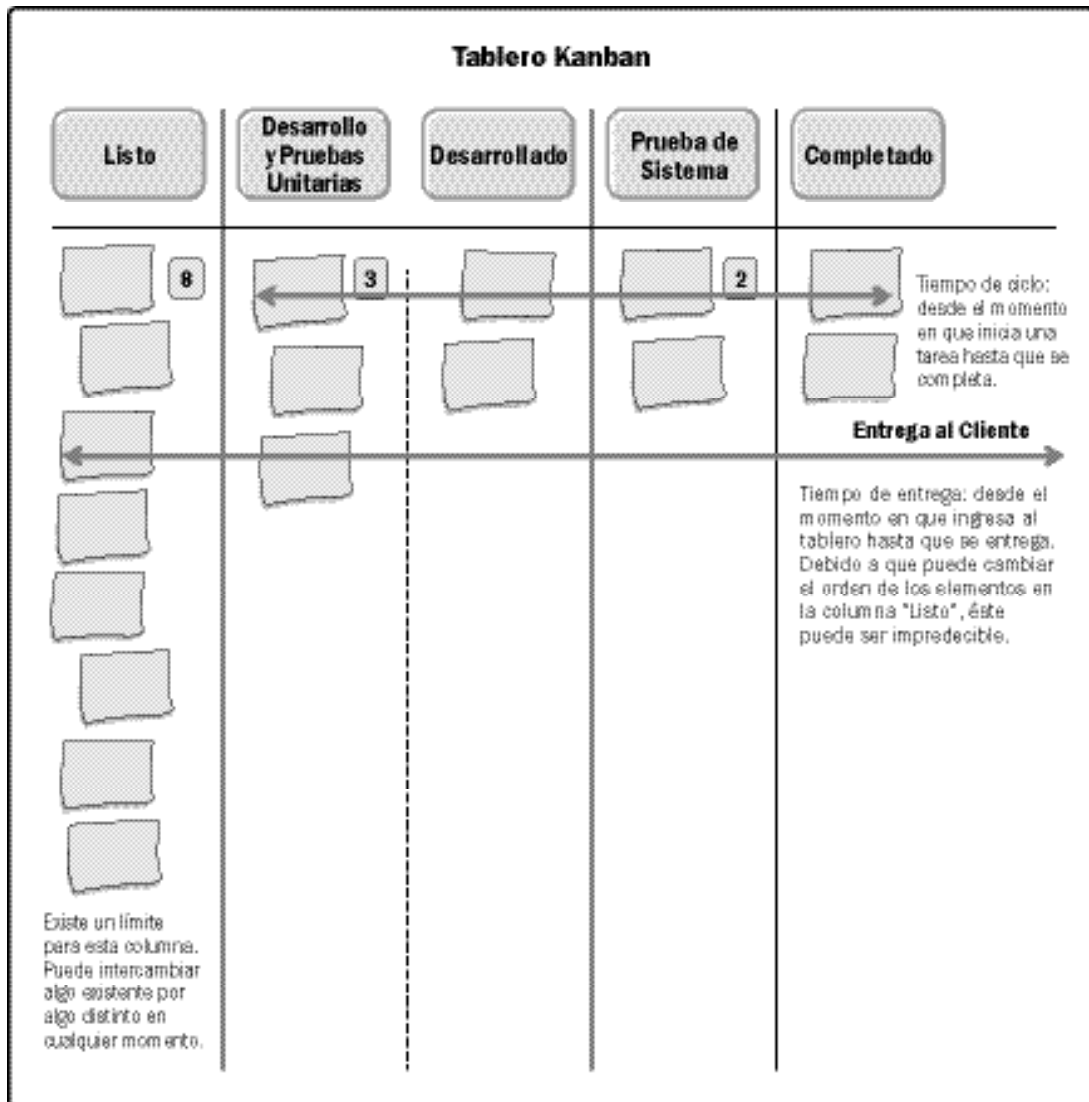 Tablero Kanban
Listo
Desarrollo
y Pruebas
Unitarias
Desarrollado
Prueba de
Sistema
Completado
8
3
2
Tiempo de ciclo:
desde el momento
en que inicia una
tarea hasta que se
completa.
Entrega al Cliente
Tiempo de entrega: desde el
momento en que ingresa al
tablero hasta que se entrega.
Debido a que puede cambiar
el orden de los elementos en
la columna "Listo", éste
puede ser impredecible.
Existe un límite
para esta columna.
Puede intercambiar
algo existente por
algo distinto en
cualquier momento.